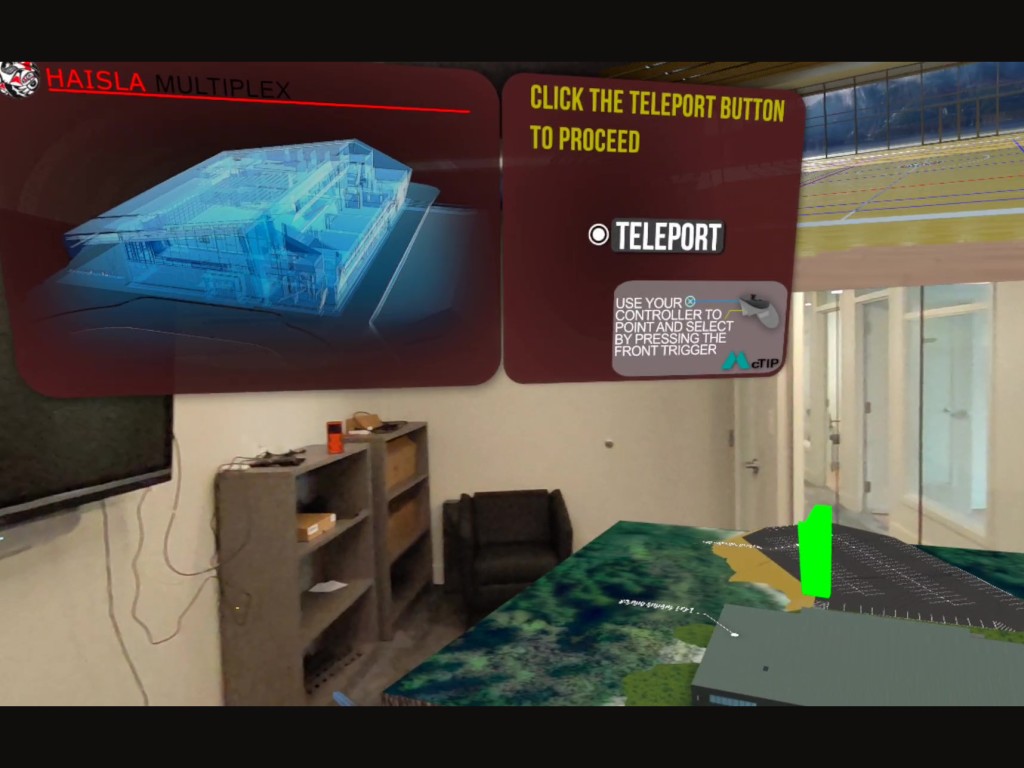 HAISLA MULTIPLEX
CLICK THE TELEPORT BUTTON
TO PROCEED
TELEPORT
USE YOUR
CONTROLLER TO
POINT AND SELECT
BY PRESSING THE
FRONT TRIGGER
cTIP